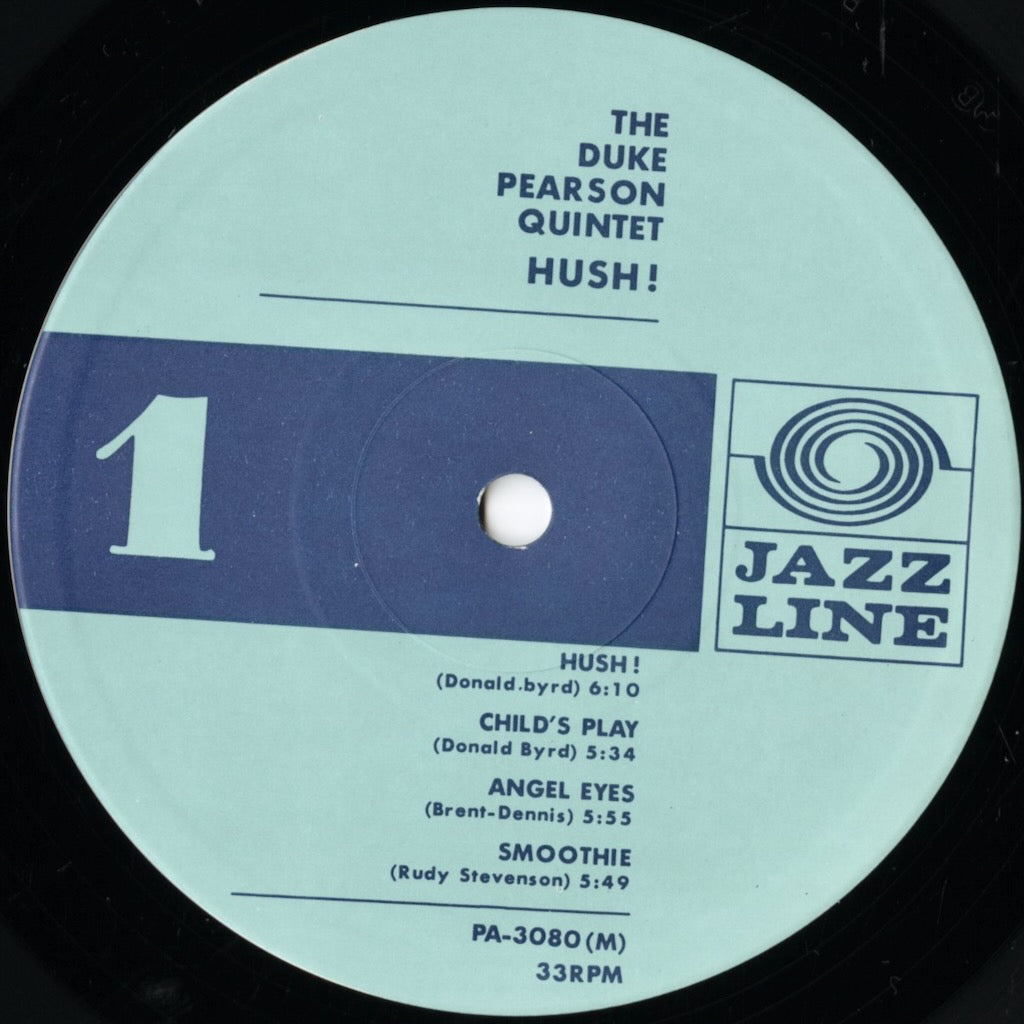 THE
DUKE
PEARSON
QUINTET
HUSH!
1
JAZZ
LINE
HUSH!
(Donald.byrd) 6:10
CHILD'S PLAY
(Donald Byrd) 5:34
ANGEL EYES
(Brent-Dennis) 5:55
SMOOTHIE
(Rudy Stevenson) 5:49
PA-3080(M)
33RPM